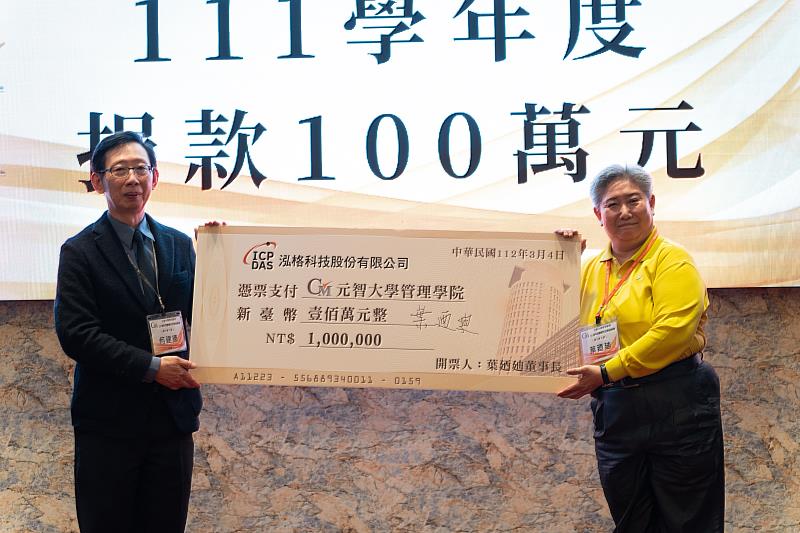 111學年度
捐款100萬元
ICP DAS 泓格科技股份有限公司
中華民國112年3月4日
憑票支付 GM 元智大學管理學院
新臺幣 壹佰萬元整
NT$ 1,000,000
開票人：葉迺迪董事長
A11223 - 556889340011 - 0159